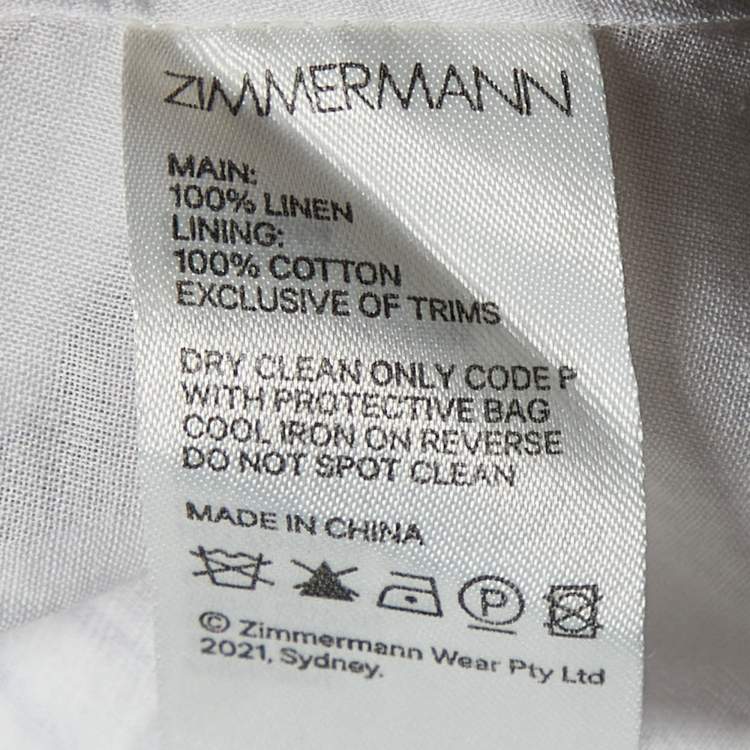 ZIMMERMANN
MAIN:
100% LINEN
LINING:
100% COTTON
EXCLUSIVE OF TRIMS
DRY CLEAN ONLY CODE P
WITH PROTECTIVE BAG
COOL IRON ON REVERSE
DO NOT SPOT CLEAN
MADE IN CHINA
P
© Zimmermann Wear Pty Ltd
2021, Sydney.